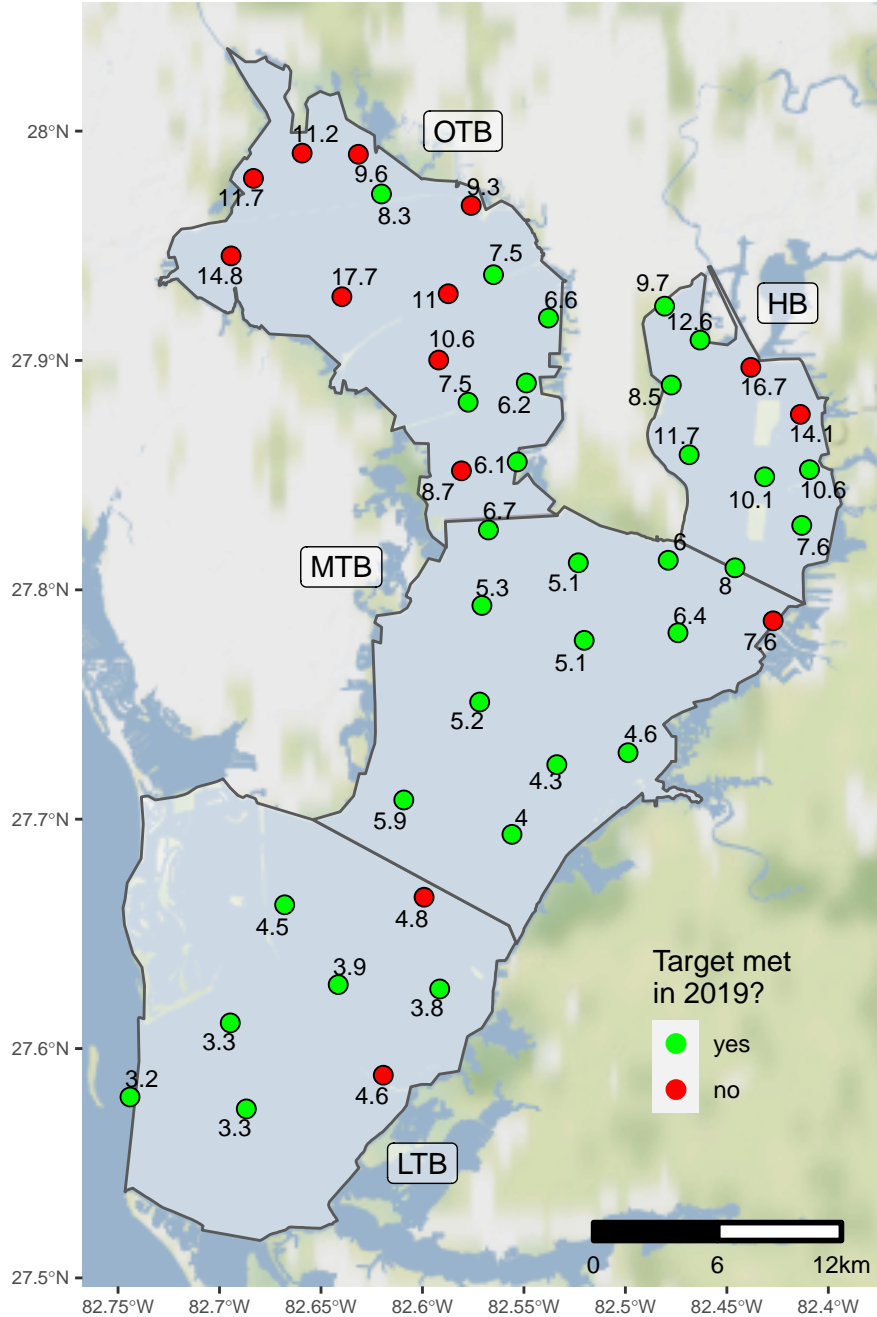 28°N
27.9°N
27.8°N
27.7°N
27.6°N
27.5°N
OTB
11.2
9.6
11.7
8.3
9.3
14.8
17.7
11
7.5
6.6
10.6
7.5
6.2
8.7
6.1
HB
9.7
12.6
8.5
16.7
14.1
11.7
10.1
10.6
7.6
MTB
6.7
5.1
6
8
5.3
5.1
6.4
7.6
5.2
4.3
4.6
5.9
4
4.5
4.8
3.9
3.8
3.3
3.2
3.3
4.6
LTB
Target met
in 2019?
yes
no
0 6 12km
82.75°W 82.7°W 82.65°W 82.6°W 82.55°W 82.5°W 82.45°W 82.4°W